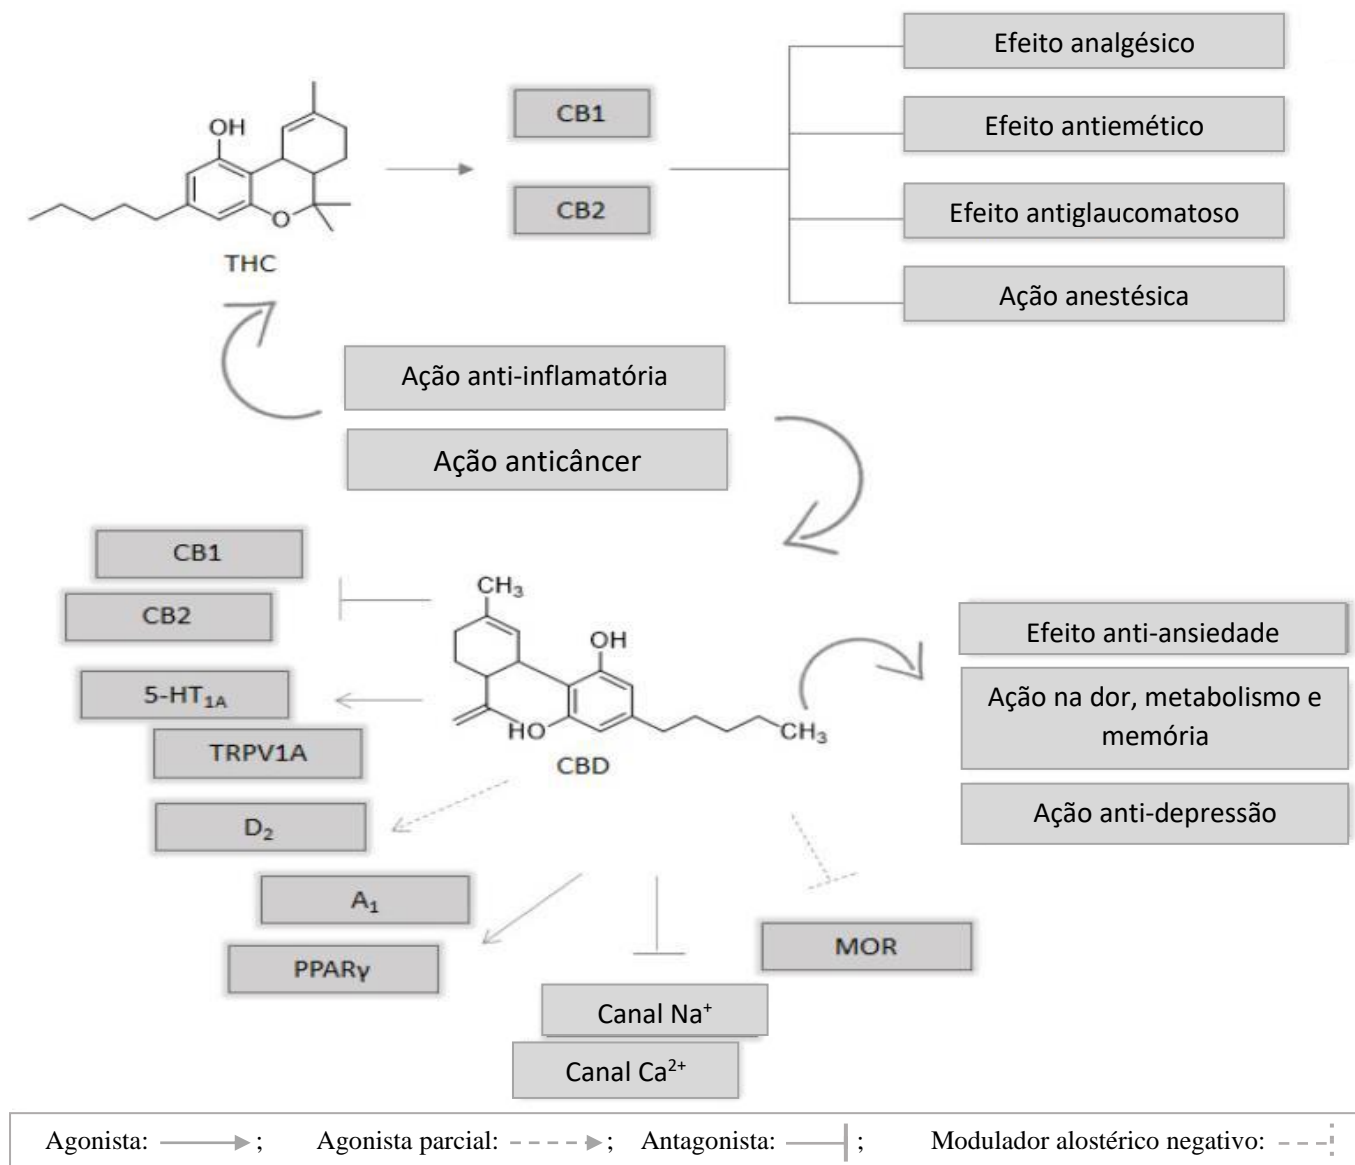 Efeito analgésico
OH
CB1
Efeito antiemético
CB2
Efeito antiglaucomatoso
O
THC
Ação anestésica
Ação anti-inflamatória
Ação anticâncer
CB1
CB2
CH₃
OH
Efeito anti-ansiedade
5-HT₁A
HO
CH₃
Ação na dor, metabolismo e
memória
TRPV1A
CBD
D₂
Ação anti-depressão
A₁
PPARγ
MOR
Canal Na⁺
Canal Ca²⁺
Agonista: ; Agonista parcial: ; Antagonista: ; Modulador alostérico negativo: